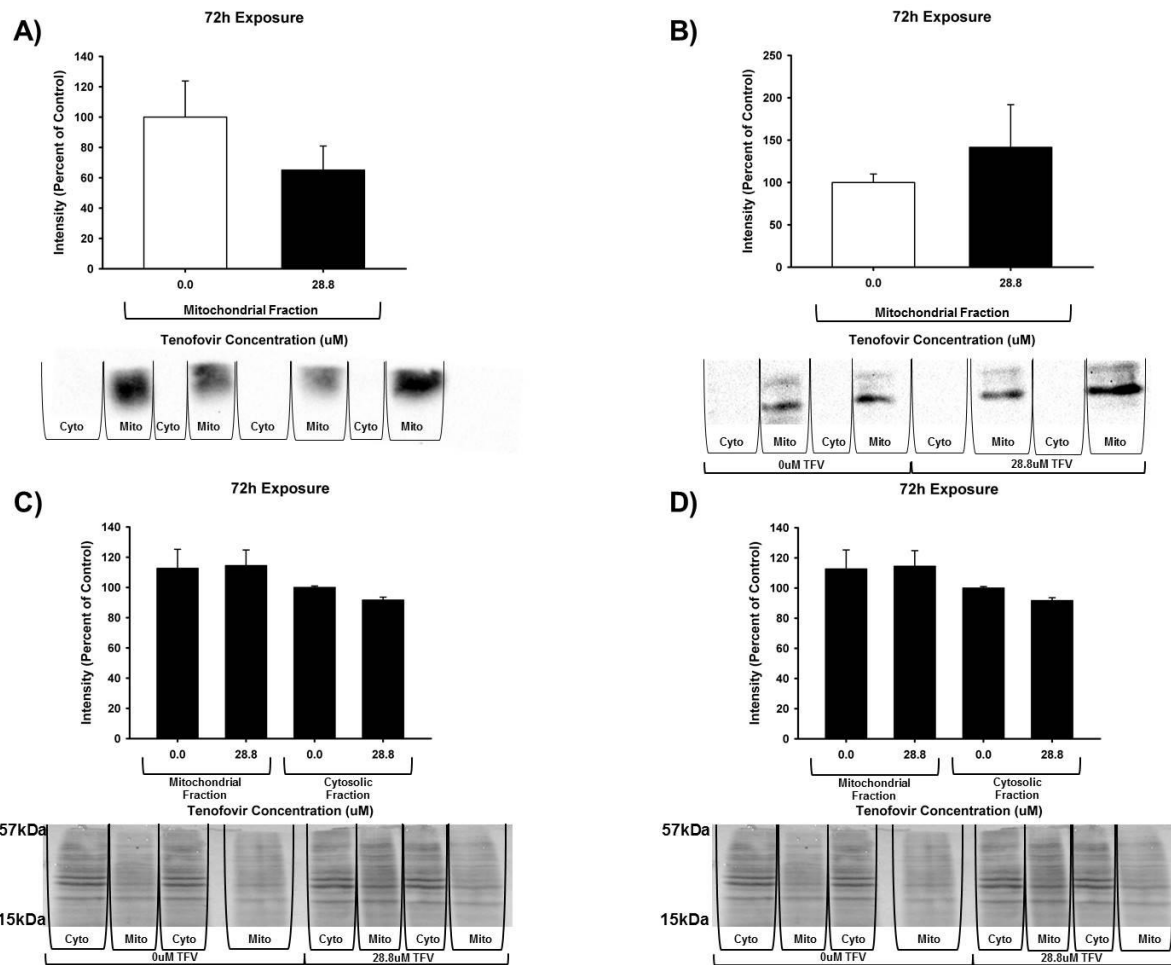 A)
72h Exposure
Intensity (Percent of Control)
140
120
100
80
60
40
20
0
0.0 28.8
Mitochondrial Fraction
Tenofovir Concentration (uM)
Cyto Mito Cyto Mito Cyto Mito Cyto Mito
B)
72h Exposure
Intensity (Percent of Control)
250
200
150
100
50
0
0.0 28.8
Mitochondrial Fraction
Tenofovir Concentration (uM)
Cyto Mito Cyto Mito Cyto Mito Cyto Mito
0uM TFV 28.8uM TFV
C)
72h Exposure
Intensity (Percent of Control)
140
120
100
80
60
40
20
0
0.0 28.8 0.0 28.8
Mitochondrial Cytosolic
Fraction Fraction
Tenofovir Concentration (uM)
57kDa
15kDa
Cyto Mito Cyto Mito Cyto Mito Cyto Mito
0uM TFV 28.8uM TFV
D)
72h Exposure
Intensity (Percent of Control)
140
120
100
80
60
40
20
0
0.0 28.8 0.0 28.8
Mitochondrial Cytosolic
Fraction Fraction
Tenofovir Concentration (uM)
57kDa
15kDa
Cyto Mito Cyto Mito Cyto Mito Cyto Mito
0uM TFV 28.8uM TFV